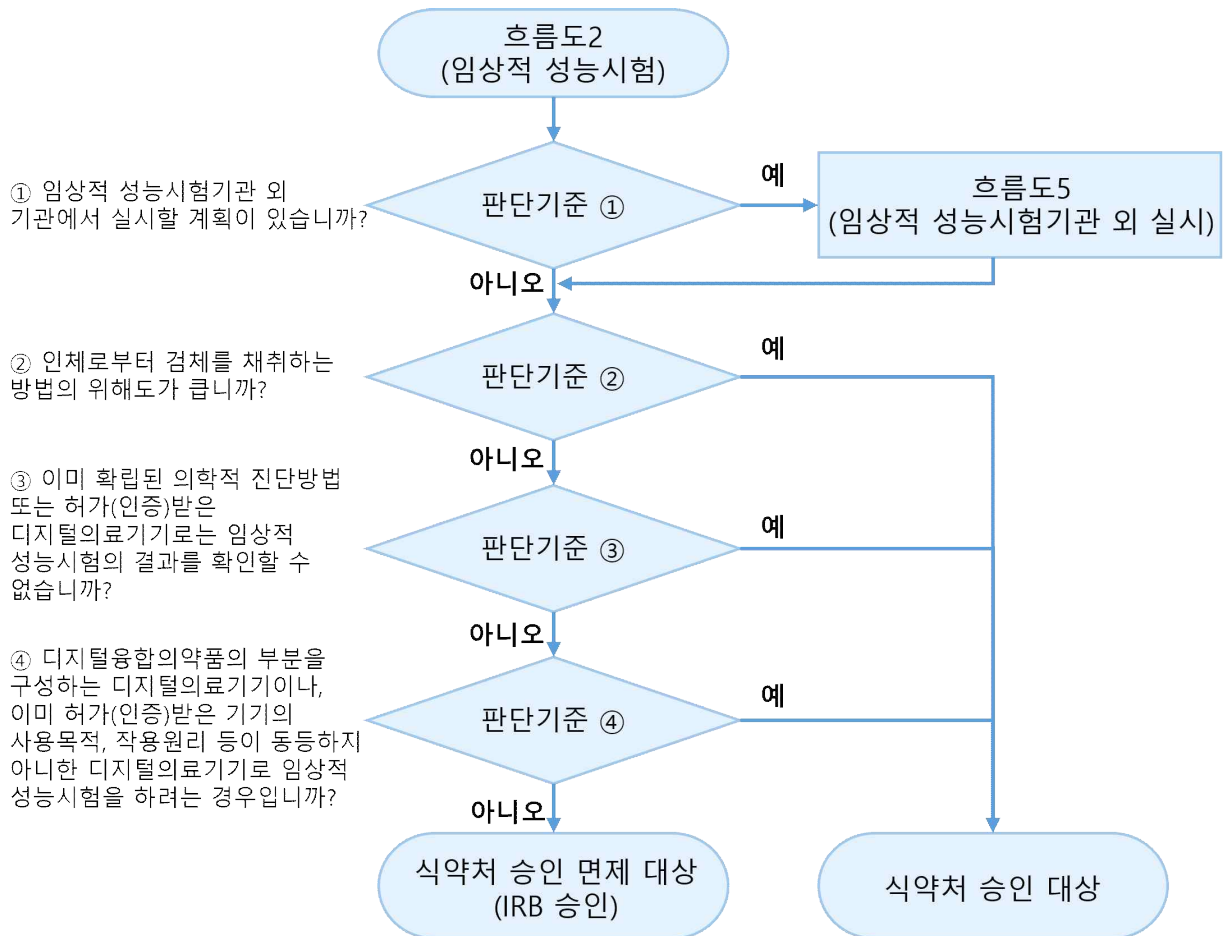 흐름도2
(임상적 성능시험)
① 임상적 성능시험기관 외
기관에서 실시할 계획이 있습니까?
판단기준 ①
예
흐름도5
(임상적 성능시험기관 외 실시)
아니오
② 인체로부터 검체를 채취하는
방법의 위해도가 큽니까?
판단기준 ②
예
아니오
③ 이미 확립된 의학적 진단방법
또는 허가(인증)받은
디지털의료기기로는 임상적
성능시험의 결과를 확인할 수
없습니까?
판단기준 ③
예
아니오
④ 디지털융합의약품의 부분을
구성하는 디지털의료기기이나,
이미 허가(인증)받은 기기의
사용목적, 작용원리 등이 동등하지
아니한 디지털의료기기로 임상적
성능시험을 하려는 경우입니까?
판단기준 ④
예
아니오
식약처 승인 면제 대상
(IRB 승인)
식약처 승인 대상